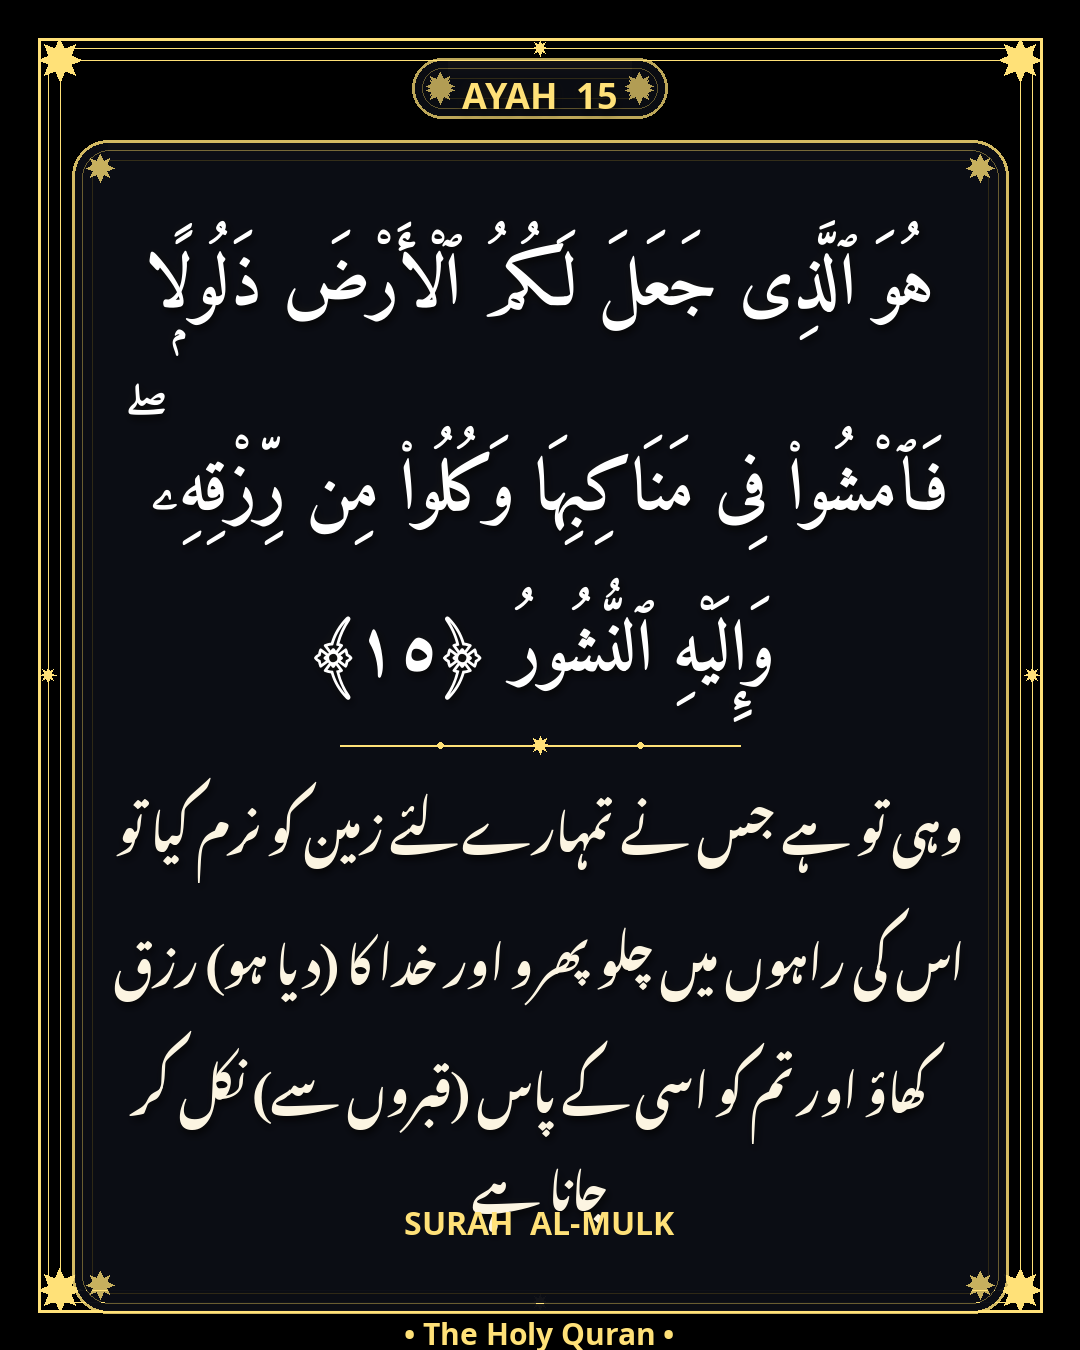 AYAH 15
هُوَ ٱلَّذِى جَعَلَ لَكُمُ ٱلْأَرْضَ ذَلُولًۭا
فَٱمْشُوا۟ فِى مَنَاكِبِهَا وَكُلُوا۟ مِن رِّزْقِهِۦ ۖ
وَإِلَيْهِ ٱلنُّشُورُ ﴿١٥﴾
وہی تو ہے جس نے تمہارے لئے زمین کو نرم کیا تو
اس کی راہوں میں چلو پھرو اور خدا کا (دیا ہو) رزق
کھاؤ اور تم کو اسی کے پاس (قبروں سے) نکل کر
جانا ہے
SURAH AL-MULK
• The Holy Quran •